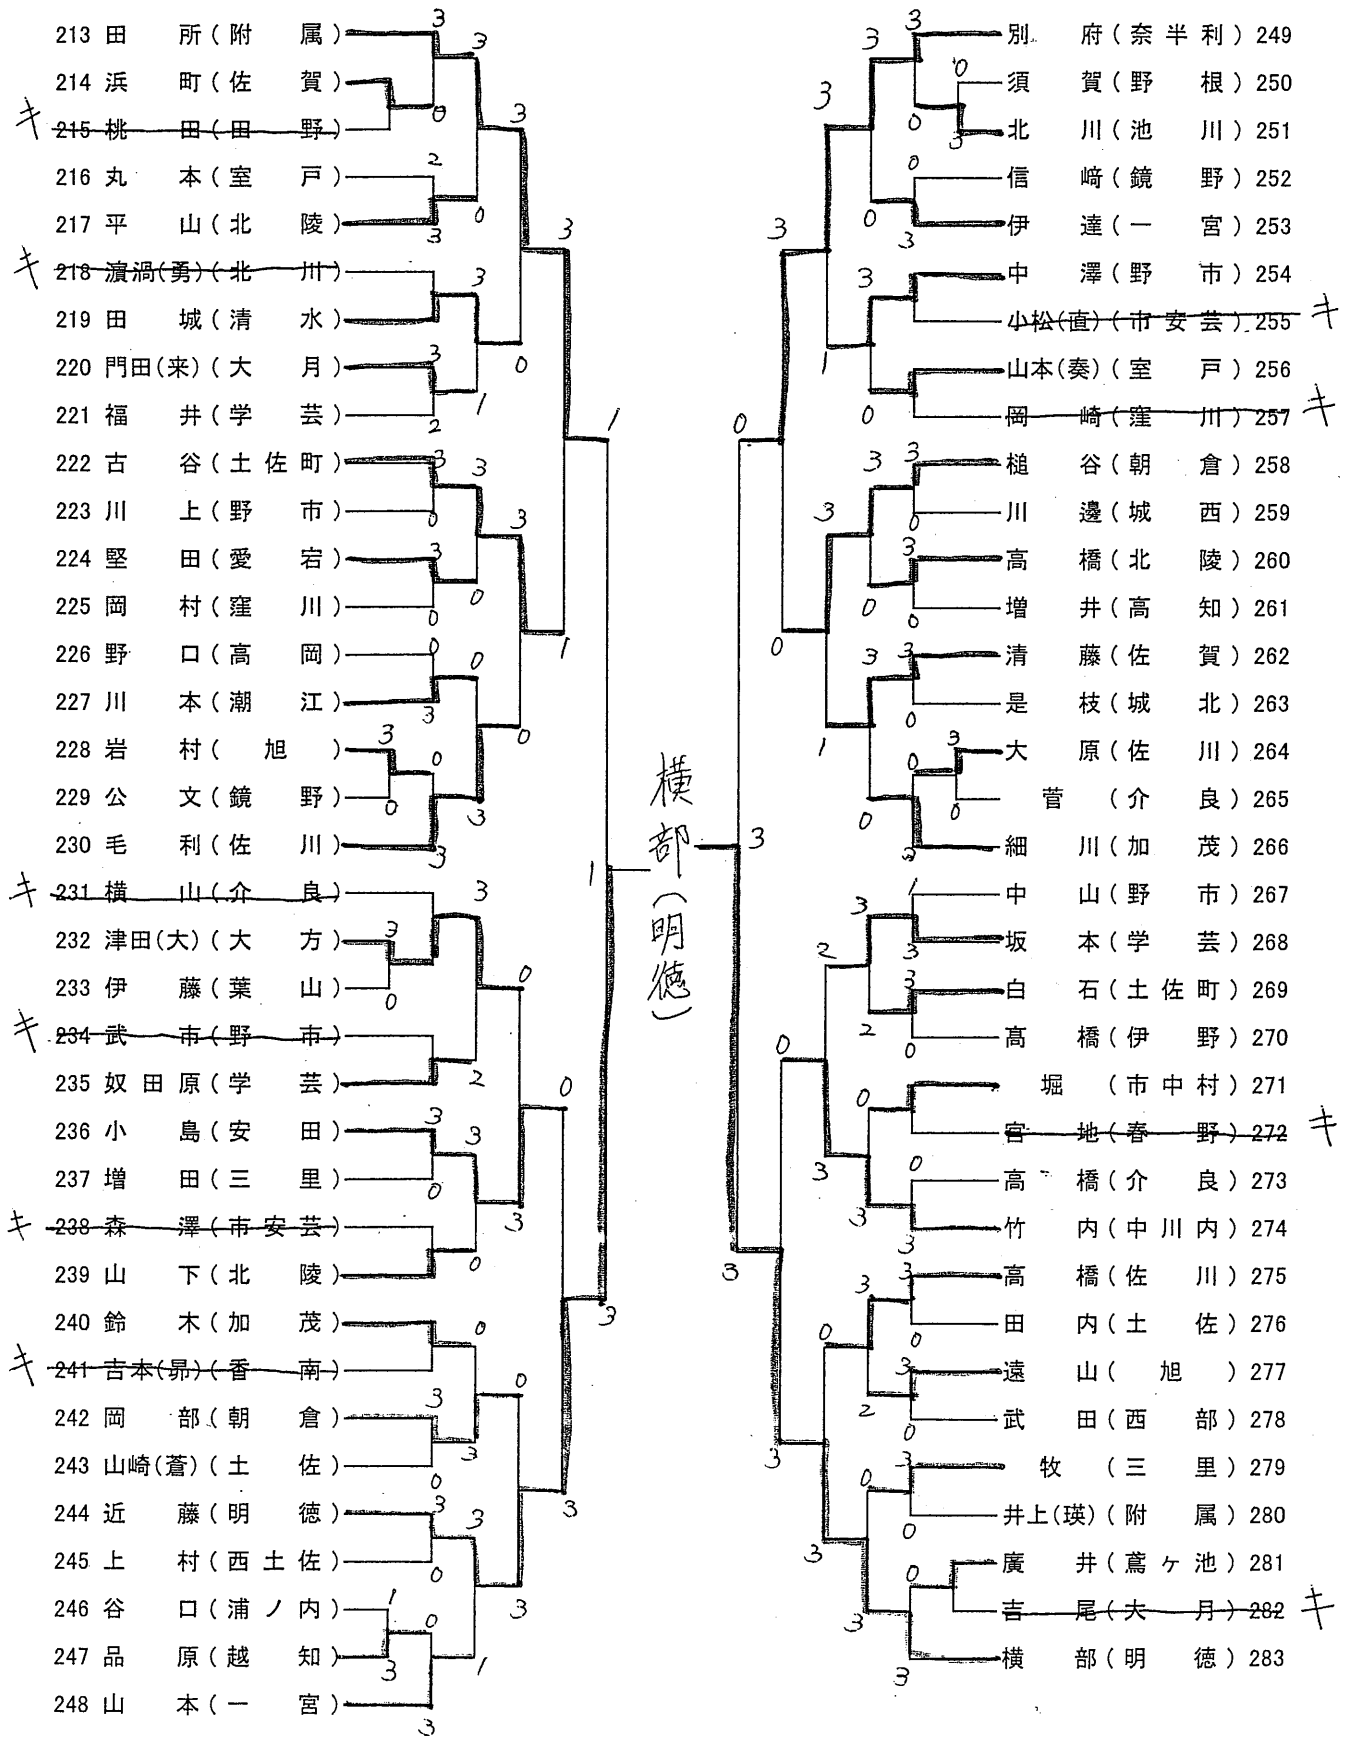 213 田 所 ( 附 属 )
214 浜 町 ( 佐 賀 )
キ 215 桃 田 ( 田 野 )
216 丸 本 ( 室 戸 )
217 平 山 ( 北 陵 )
キ 218 濵渦(勇) ( 北 川 )
219 田 城 ( 清 水 )
220 門田(来) ( 大 月 )
221 福 井 ( 学 芸 )
222 古 谷 ( 土 佐 町 )
223 川 上 ( 野 市 )
224 堅 田 ( 愛 宕 )
225 岡 村 ( 窪 川 )
226 野 口 ( 高 岡 )
227 川 本 ( 潮 江 )
228 岩 村 ( 旭 )
229 公 文 ( 鏡 野 )
230 毛 利 ( 佐 川 )
キ 231 横 山 ( 介 良 )
232 津田(大) ( 大 方 )
233 伊 藤 ( 葉 山 )
キ 234 武 市 ( 野 市 )
235 奴 田 原 ( 学 芸 )
236 小 島 ( 安 田 )
237 増 田 ( 三 里 )
キ 238 森 澤 ( 市 安 芸 )
239 山 下 ( 北 陵 )
240 鈴 木 ( 加 茂 )
キ 241 吉本(昴) ( 香 南 )
242 岡 部 ( 朝 倉 )
243 山崎(蒼) ( 土 佐 )
244 近 藤 ( 明 徳 )
245 上 村 ( 西 土 佐 )
246 谷 口 ( 浦 ノ 内 )
247 品 原 ( 越 知 )
248 山 本 ( 一 宮 )
横部(明徳)
別 府 ( 奈 半 利 ) 249
須 賀 ( 野 根 ) 250
北 川 ( 池 川 ) 251
信 﨑 ( 鏡 野 ) 252
伊 達 ( 一 宮 ) 253
中 澤 ( 野 市 ) 254
小松(直) ( 市 安 芸 ) 255 キ
山本(奏) ( 室 戸 ) 256
岡 崎 ( 窪 川 ) 257 キ
槌 谷 ( 朝 倉 ) 258
川 邊 ( 城 西 ) 259
高 橋 ( 北 陵 ) 260
増 井 ( 高 知 ) 261
清 藤 ( 佐 賀 ) 262
是 枝 ( 城 北 ) 263
大 原 ( 佐 川 ) 264
菅 ( 介 良 ) 265
細 川 ( 加 茂 ) 266
中 山 ( 野 市 ) 267
坂 本 ( 学 芸 ) 268
白 石 ( 土 佐 町 ) 269
髙 橋 ( 伊 野 ) 270
堀 ( 市 中 村 ) 271
宮 地 ( 春 野 ) 272 キ
高 橋 ( 介 良 ) 273
竹 内 ( 中 川 内 ) 274
高 橋 ( 佐 川 ) 275
田 内 ( 土 佐 ) 276
遠 山 ( 旭 ) 277
武 田 ( 西 部 ) 278
牧 ( 三 里 ) 279
井上(瑛) ( 附 属 ) 280
廣 井 ( 鳶 ヶ 池 ) 281
吉 尾 ( 大 月 ) 282 キ
横 部 ( 明 徳 ) 283